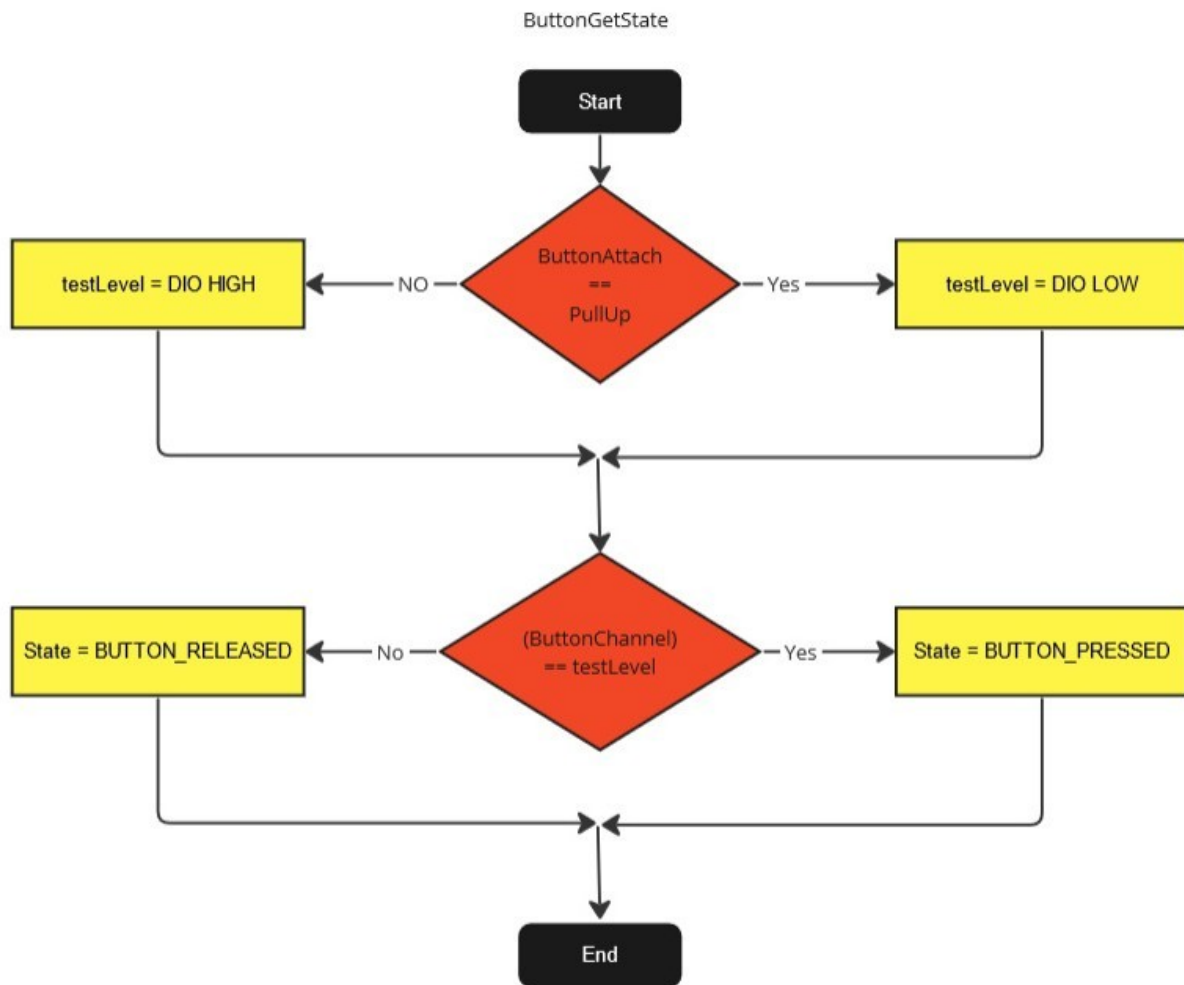 ButtonGetState
Start
ButtonAttach
==
PullUp
testLevel = DIO HIGH
NO
Yes
testLevel = DIO LOW
(ButtonChannel)
== testLevel
State = BUTTON_RELEASED
No
Yes
State = BUTTON_PRESSED
End